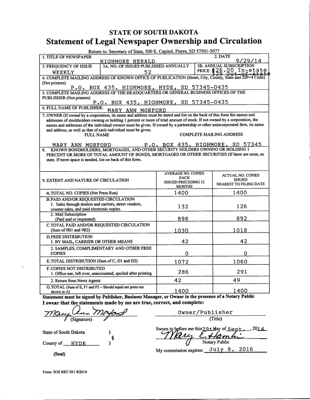 STATE OF SOUTH DAKOTA
Statement of Legal Newspaper Ownership and Circulation
Return to: Secretary of State, 500 E. Capitol, Pierre, SD 57501-5077
1. TITLE OF NEWSPAPER
HIGHMORE HERALD
2. DATE
9/29/14
3. FREQUENCY OF ISSUE
WEEKLY
3A. NO. OF ISSUES PUBLISHED ANNUALLY
52
3B. ANNUAL SUBSCRIPTION
PRICE $26.00 In-state
4. COMPLETE MAILING ADDRESS OF KNOWN OFFICE OF PUBLICATION (Street, City, County, State and ZIP+4 Code)
(Not printers)
P.O. BOX 435, HIGHMORE, HYDE, SD 57345-0435
5. COMPLETE MAILING ADDRESS OF THE HEADQUARTERS OR GENERAL BUSINESS OFFICES OF THE
PUBLISHER (Not printers)
P.O. BOX 435, HIGHMORE, SD 57345-0435
6. FULL NAME OF PUBLISHER:
MARY ANN MORFORD
7. OWNER (If owned by a corporation, its name and address must be stated and list on the back of this form the names and
addresses of stockholders owning or holding 1 percent or more of total amount of stock. If not owned by a corporation, the
names and addresses of the individual owners must be given. If owned by a partnership or other unincorporated firm, its name
and address, as well as that of each individual must be given.
FULL NAME COMPLETE MAILING ADDRESS
MARY ANN MORFORD P.O. BOX 435, HIGHMORE, SD 57345
8. KNOWN BONDHOLDERS, MORTGAGES, AND OTHER SECURITY HOLDERS OWNING OR HOLDING 1
PERCENT OR MORE OF TOTAL AMOUNT OF BONDS, MORTGAGES OR OTHER SECURITIES (If there are none, so
state. If more space is needed, list on back of this form.
9. EXTENT AND NATURE OF CIRCULATION
AVERAGE NO. COPIES
EACH
ISSUED PRECEDING 12
MONTHS
ACTUAL NO. COPIES
ISSUED
NEAREST TO FILING DATE
A. TOTAL NO. COPIES (Net Press Run) 1400 1400
B. PAID AND/OR REQUESTED CIRCULATION
1. Sales through dealers and carriers, street vendors,
counter sales, and paid electronic copies. 132 126
2. Mail Subscription
(Paid and or requested) 898 892
C. TOTAL PAID AND/OR REQUESTED CIRCULATION
(Sum of 9B1 and 9B2) 1030 1018
D. FREE DISTRIBUTION
1. BY MAIL, CARRIER OR OTHER MEANS 42 42
2. SAMPLES, COMPLIMENTARY AND OTHER FREE
COPIES 0 0
E. TOTAL DISTRIBUTION (Sum of C, D1 and D2) 1072 1060
F. COPIES NOT DISTRIBUTED
1. Office use, left over, unaccounted, spoiled after printing 286 291
2. Return from News Agents 42 49
G. TOTAL (Sum of E, F1 and F2 – Should equal net press run
shown in A) 1400 1400
Statement must be signed by Publisher, Business Manager, or Owner in the presence of a Notary Public
I swear that the statements made by me are true, correct, and complete:
Mary Ann Morford
(Signature)
Owner/Publisher
(Title)
State of South Dakota )
§
County of HYDE )
(Seal)
Sworn to before me this 29th day of Sept., 2014
Notary Public
My commission expires: July 8, 2016